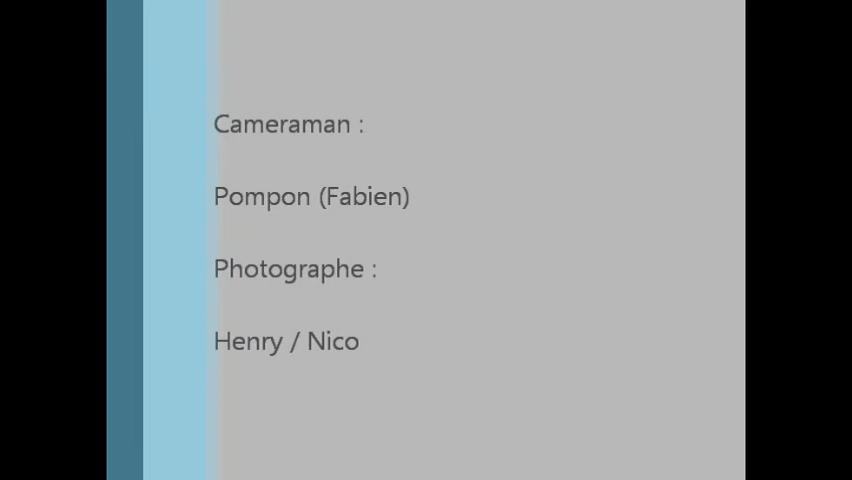 Cameraman :
Pompon (Fabien)
Photographe :
Henry / Nico